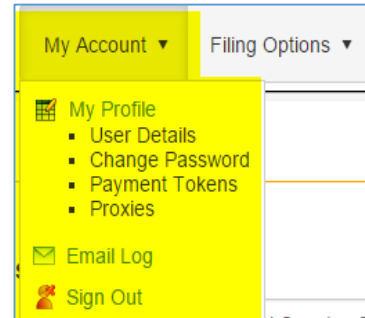 My Account ▼ Filing Options ▼
My Profile
▪ User Details
▪ Change Password
▪ Payment Tokens
▪ Proxies
Email Log
Sign Out